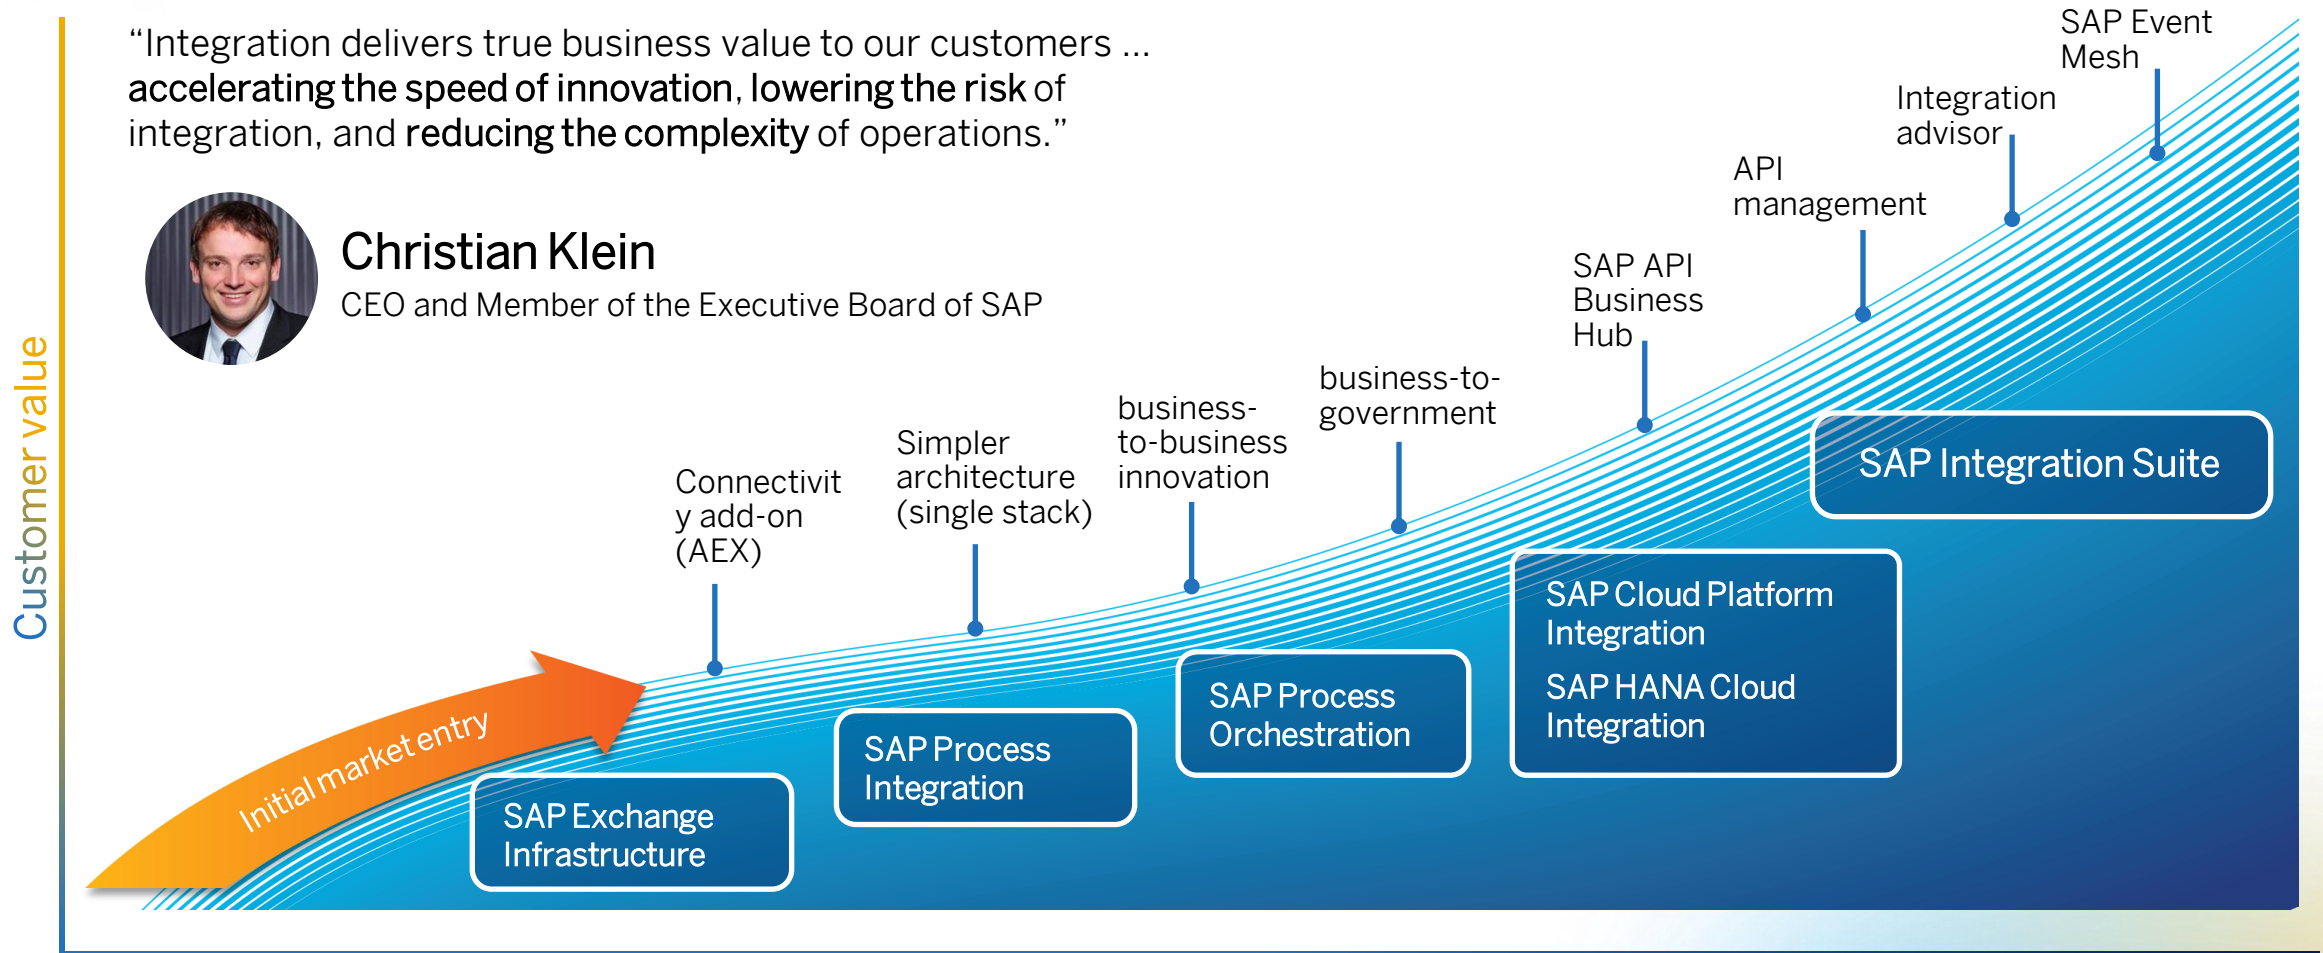 “Integration delivers true business value to our customers ...
accelerating the speed of innovation, lowering the risk of
integration, and reducing the complexity of operations.”
Christian Klein
CEO and Member of the Executive Board of SAP
Customer value
Initial market entry
Connectivit
y add-on
(AEX)
Simpler
architecture
(single stack)
business-
to-business
innovation
business-to-
government
SAP API
Business
Hub
API
management
Integration
advisor
SAP Event
Mesh
SAP Exchange
Infrastructure
SAP Process
Integration
SAP Process
Orchestration
SAP Cloud Platform
Integration
SAP HANA Cloud
Integration
SAP Integration Suite